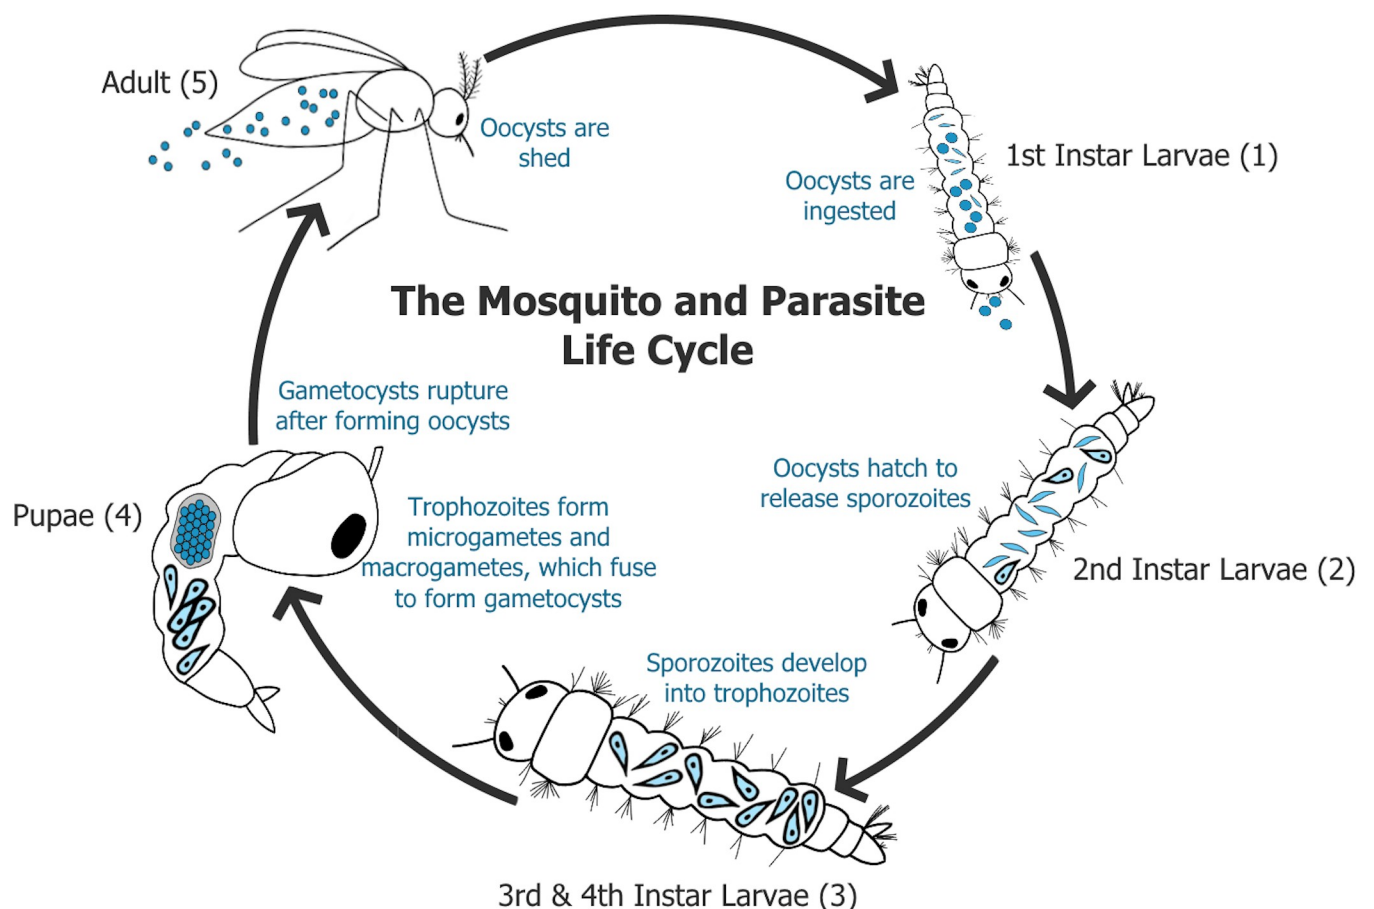 Adult (5)
Oocysts are
shed
1st Instar Larvae (1)
Oocysts are
ingested
The Mosquito and Parasite
Life Cycle
Gametocysts rupture
after forming oocysts
Oocysts hatch to
release sporozoites
Pupae (4)
Trophozoites form
microgametes and
macrogametes, which fuse
to form gametocysts
2nd Instar Larvae (2)
Sporozoites develop
into trophozoites
3rd & 4th Instar Larvae (3)